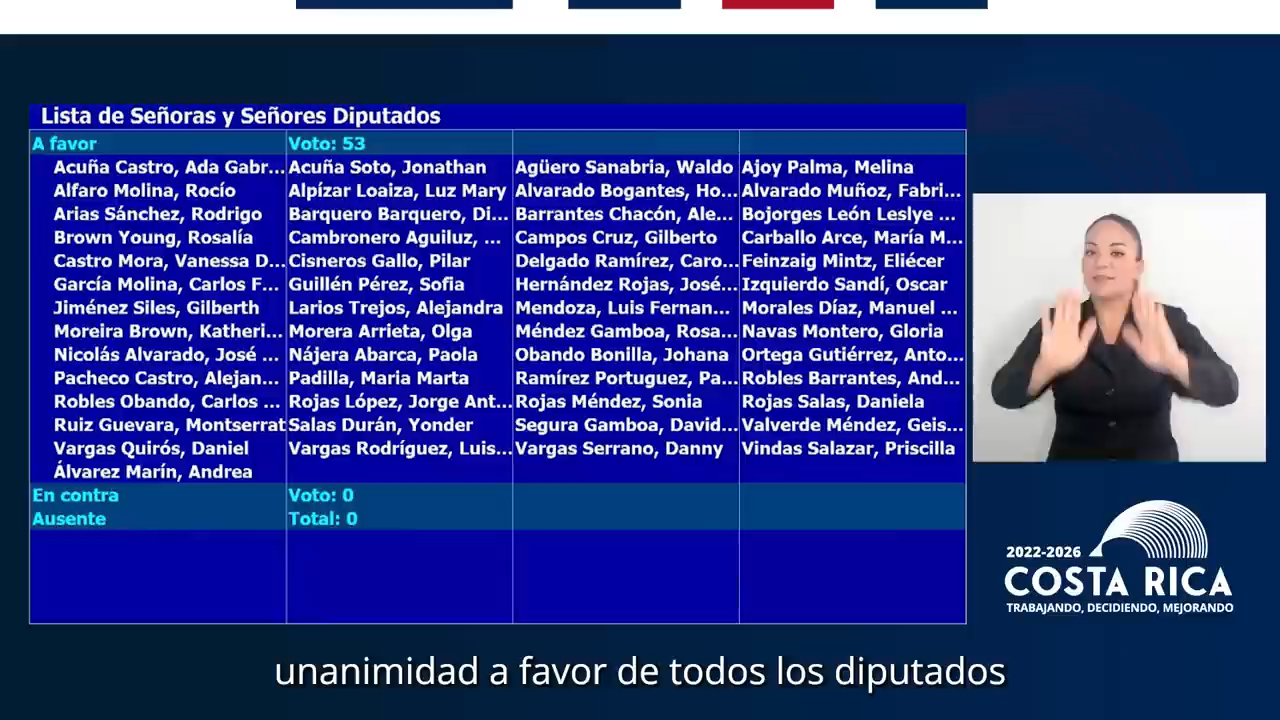 Lista de Señoras y Señores Diputados
A favor Voto: 53
Acuña Castro, Ada Gabr... Acuña Soto, Jonathan Agüero Sanabria, Waldo Ajoy Palma, Melina
Alfaro Molina, Rocío Alpízar Loaiza, Luz Mary Alvarado Bogantes, Ho... Alvarado Muñoz, Fabri...
Arias Sánchez, Rodrigo Barquero Barquero, Di... Barrantes Chacón, Ale... Bojorges León Leslye ...
Brown Young, Rosalía Cambronero Aguiluz, ... Campos Cruz, Gilberto Carballo Arce, María M...
Castro Mora, Vanessa D... Cisneros Gallo, Pilar Delgado Ramírez, Caro... Feinzaig Mintz, Eliécer
García Molina, Carlos F... Guillén Pérez, Sofia Hernández Rojas, José... Izquierdo Sandí, Oscar
Jiménez Siles, Gilberth Larios Trejos, Alejandra Mendoza, Luis Fernan... Morales Díaz, Manuel ...
Moreira Brown, Katheri... Morera Arrieta, Olga Méndez Gamboa, Rosa... Navas Montero, Gloria
Nicolás Alvarado, José ... Nájera Abarca, Paola Obando Bonilla, Johana Ortega Gutiérrez, Anto...
Pacheco Castro, Alejan... Padilla, Maria Marta Ramírez Portuguez, Pa... Robles Barrantes, And...
Robles Obando, Carlos ... Rojas López, Jorge Ant... Rojas Méndez, Sonia Rojas Salas, Daniela
Ruiz Guevara, Montserrat Salas Durán, Yonder Segura Gamboa, David... Valverde Méndez, Geis...
Vargas Quirós, Daniel Vargas Rodríguez, Luis... Vargas Serrano, Danny Vindas Salazar, Priscilla
Álvarez Marín, Andrea
En contra Voto: 0
Ausente Total: 0
2022-2026
COSTA RICA
TRABAJANDO, DECIDIENDO, MEJORANDO
unanimidad a favor de todos los diputados